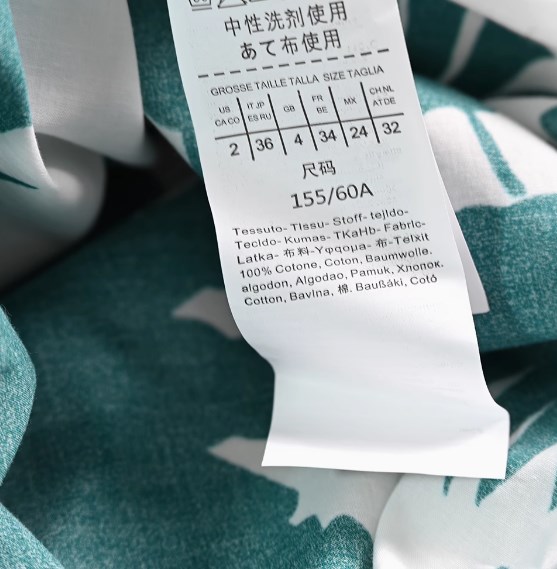 中性洗剂使用
あて布使用
GROSSE TAILLE TALLA SIZE TAGLIA
US CA CO | IT JP ES RU | GB | FR BE | MX | CH NL AT DE
2 | 36 | 4 | 34 | 24 | 32
尺码
155/60A
Tessuto- Tissu- Stoff- tejido-
Tecido- Kumas- TKaHb- Fabric-
Latka- 布料-Υφασμα- 布-Teixit
100% Cotone, Coton, Baumwolle.
algodon, Algodao, Pamuk, Хлопок.
Cotton, Bavlna, 棉. Baußáki, Cotó